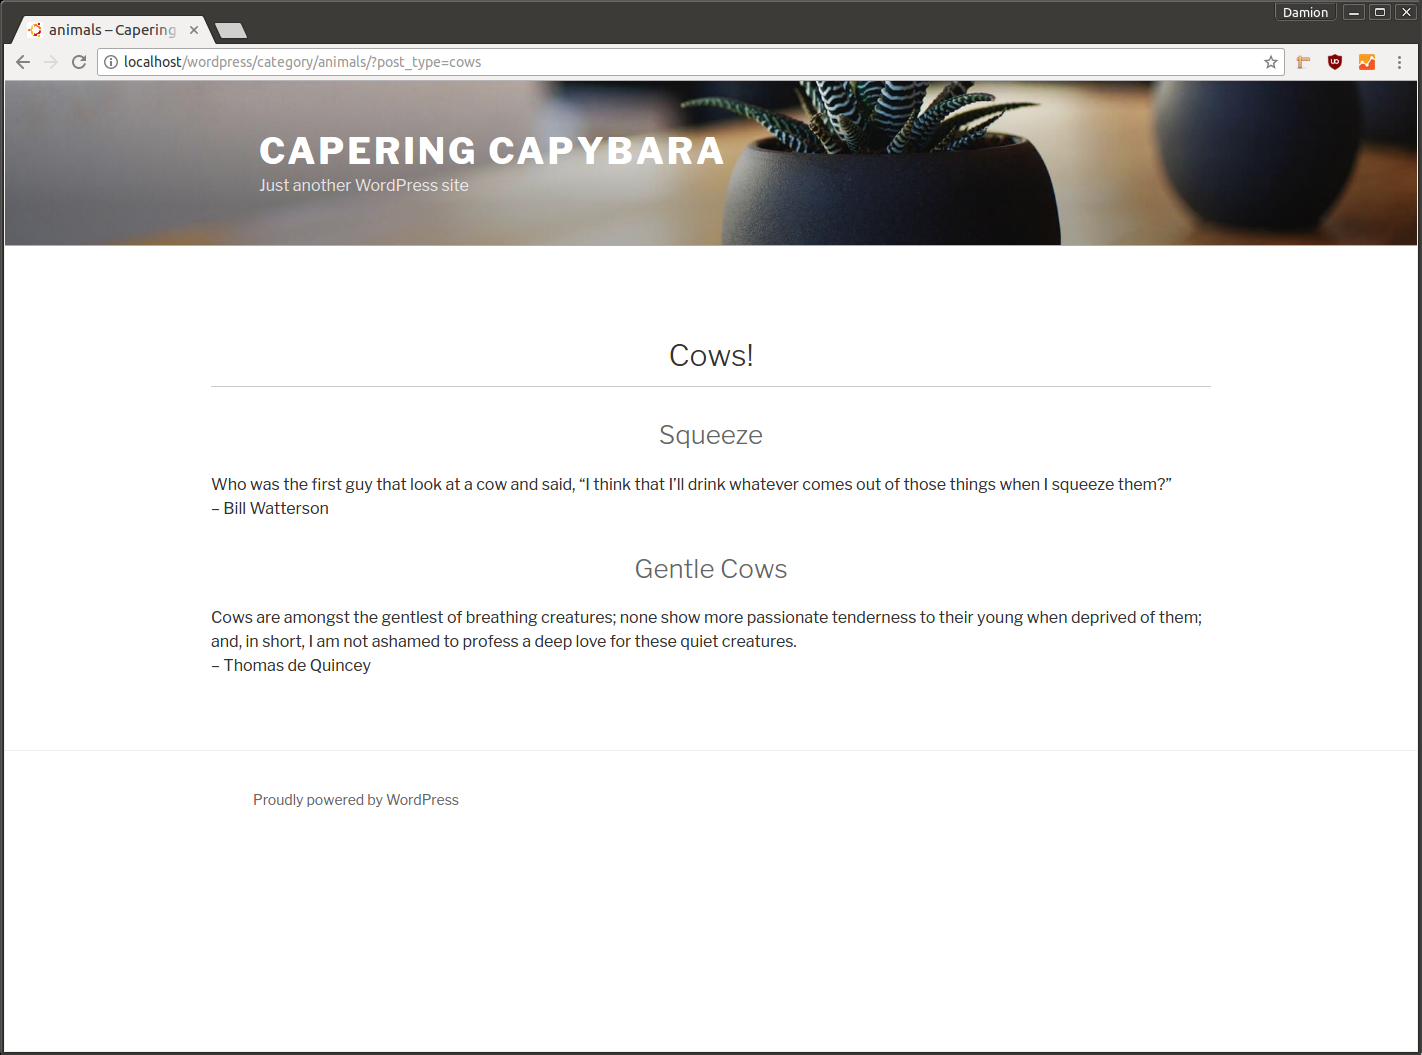 Damion
animals – Capering
localhost/wordpress/category/animals/?post_type=cows
CAPERING CAPYBARA
Just another WordPress site
Cows!
Squeeze
Who was the first guy that look at a cow and said, “I think that I’ll drink whatever comes out of those things when I squeeze them?”
– Bill Watterson
Gentle Cows
Cows are amongst the gentlest of breathing creatures; none show more passionate tenderness to their young when deprived of them;
and, in short, I am not ashamed to profess a deep love for these quiet creatures.
– Thomas de Quincey
Proudly powered by WordPress